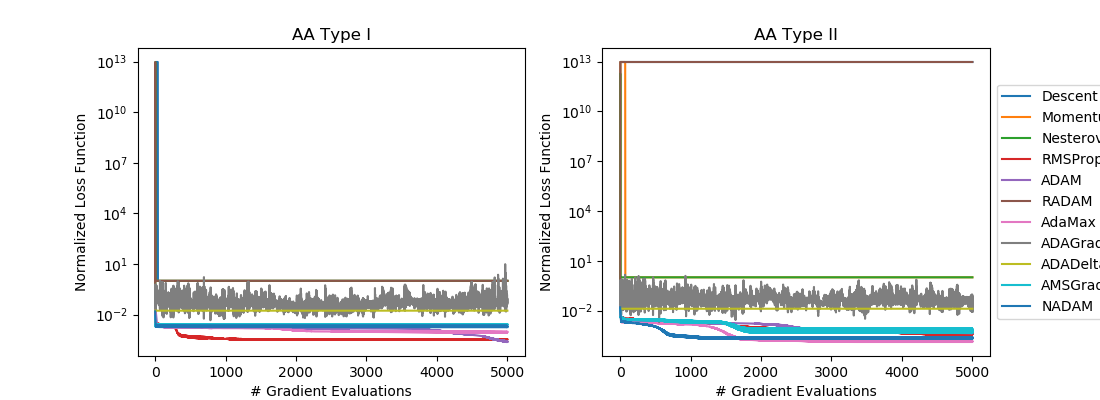 AA Type I
10^13
10^10
10^7
10^4
10^1
10^−2
Normalized Loss Function
0 1000 2000 3000 4000 5000
# Gradient Evaluations
AA Type II
10^13
10^10
10^7
10^4
10^1
10^−2
Normalized Loss Function
0 1000 2000 3000 4000 5000
# Gradient Evaluations
Descent
Momentu
Nesterov
RMSProp
ADAM
RADAM
AdaMax
ADAGrad
ADADelta
AMSGrad
NADAM